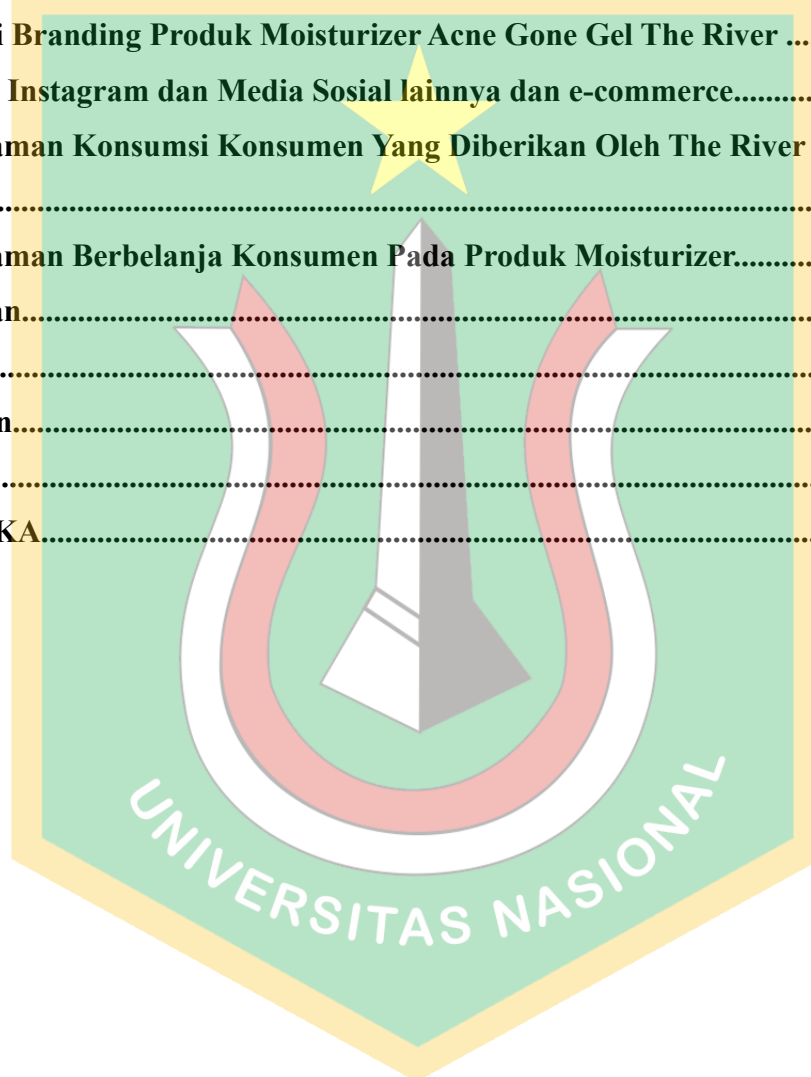 i Branding Produk Moisturizer Acne Gone Gel The River ....
Instagram dan Media Sosial lainnya dan e-commerce..........
aman Konsumsi Konsumen Yang Diberikan Oleh The River
...................................................................................................
aman Berbelanja Konsumen Pada Produk Moisturizer..........
an................................................................................................
...................................................................................................
n.................................................................................................
...................................................................................................
KA..............................................................................................
UNIVERSITAS NASIONAL